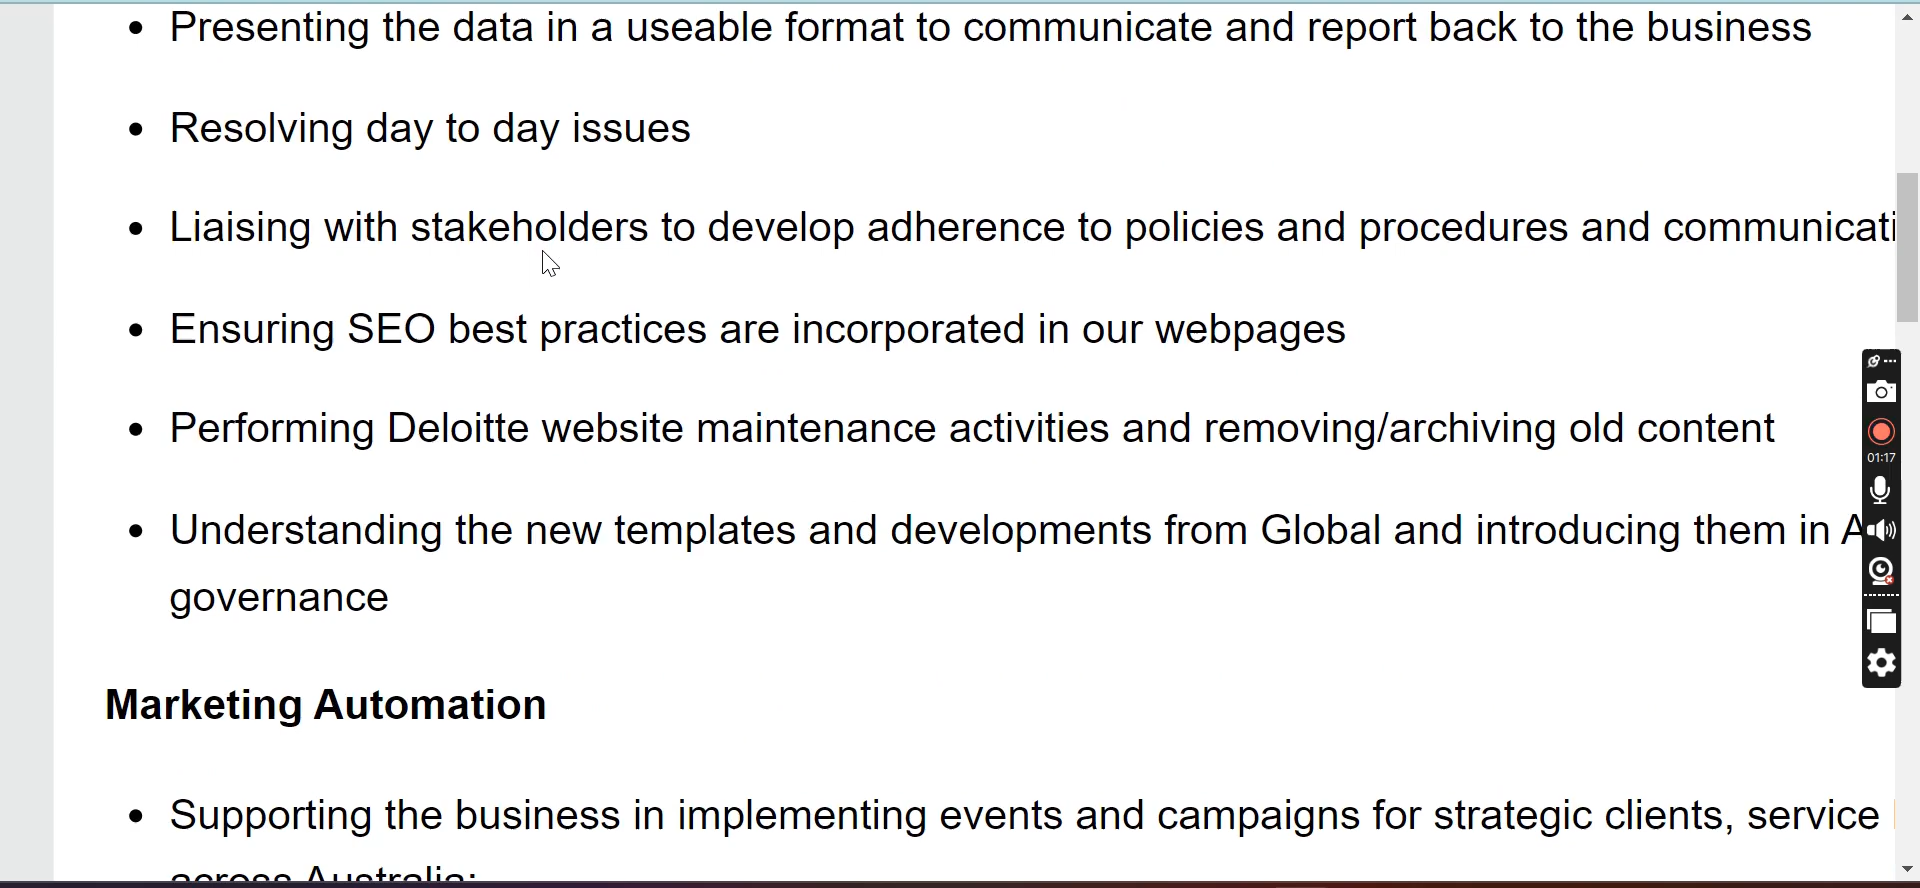 • Presenting the data in a useable format to communicate and report back to the business
• Resolving day to day issues
• Liaising with stakeholders to develop adherence to policies and procedures and
• Ensuring SEO best practices are incorporated in our webpages
• Performing Deloitte website maintenance activities and removing/archiving old content
• Understanding the new templates and developments from Global and introducing them in
governance
Marketing Automation
• Supporting the business in implementing events and campaigns for strategic clients, service
across Australia:
01:17